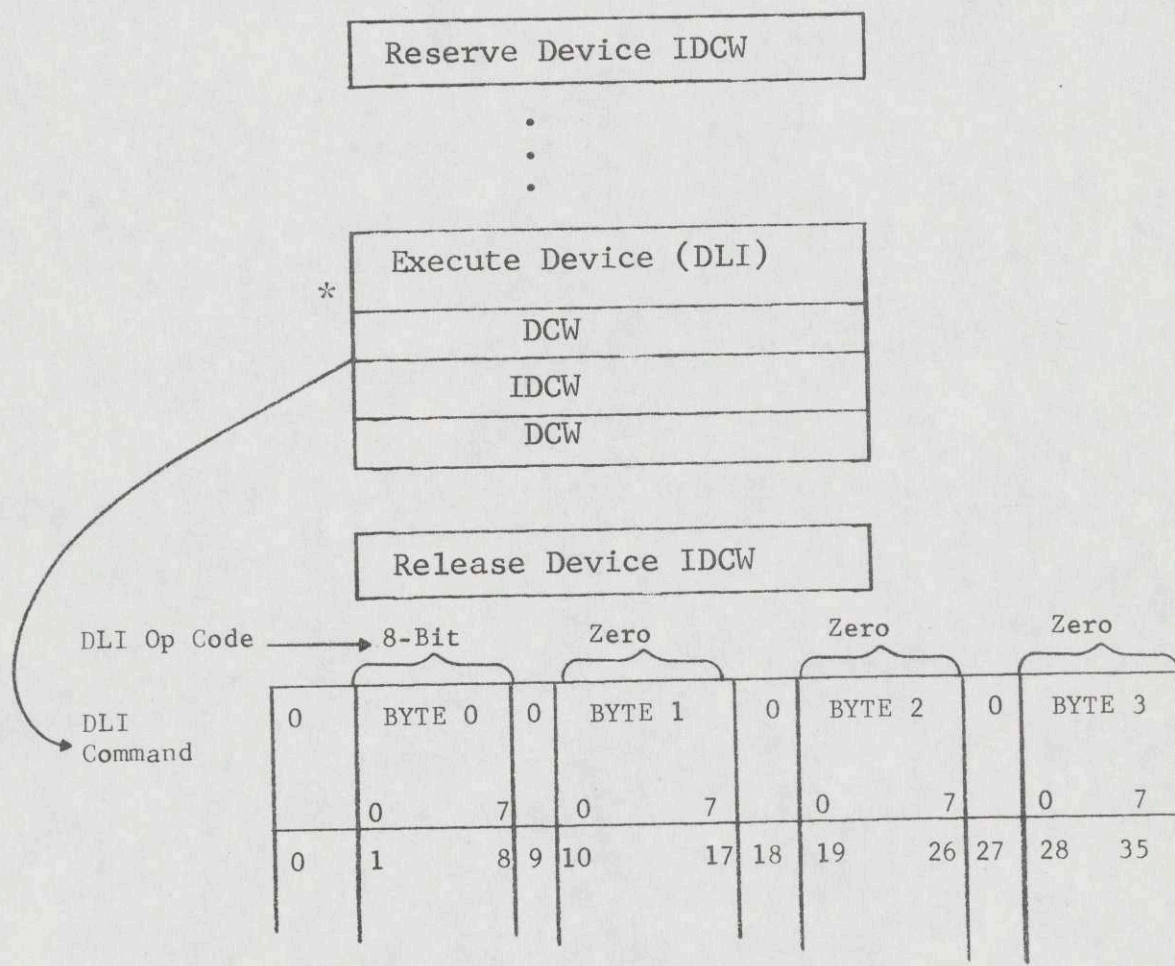 Reserve Device IDCW
.
.
.
Execute Device (DLI)
*
DCW
IDCW
DCW
Release Device IDCW
DLI Op Code 8-Bit Zero Zero Zero
DLI 0 BYTE 0 0 BYTE 1 0 BYTE 2 0 BYTE 3
Command
0 7 0 7 0 7 0 7
0 1 8 9 10 17 18 19 26 27 28 35